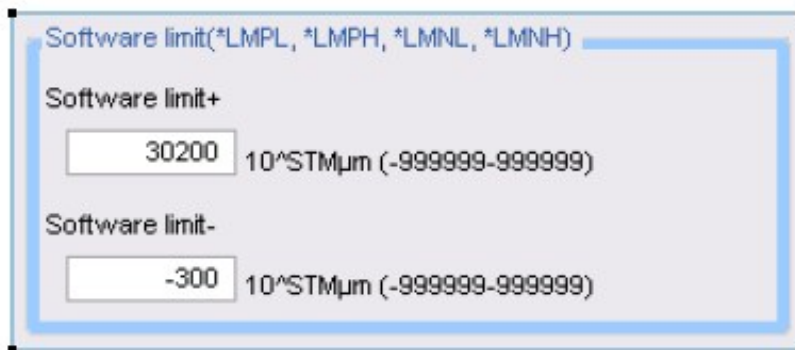 Software limit(*LMPL, *LMPH, *LMNL, *LMNH)
Software limit+
30200 10^STMµm (-999999-999999)
Software limit-
-300 10^STMµm (-999999-999999)